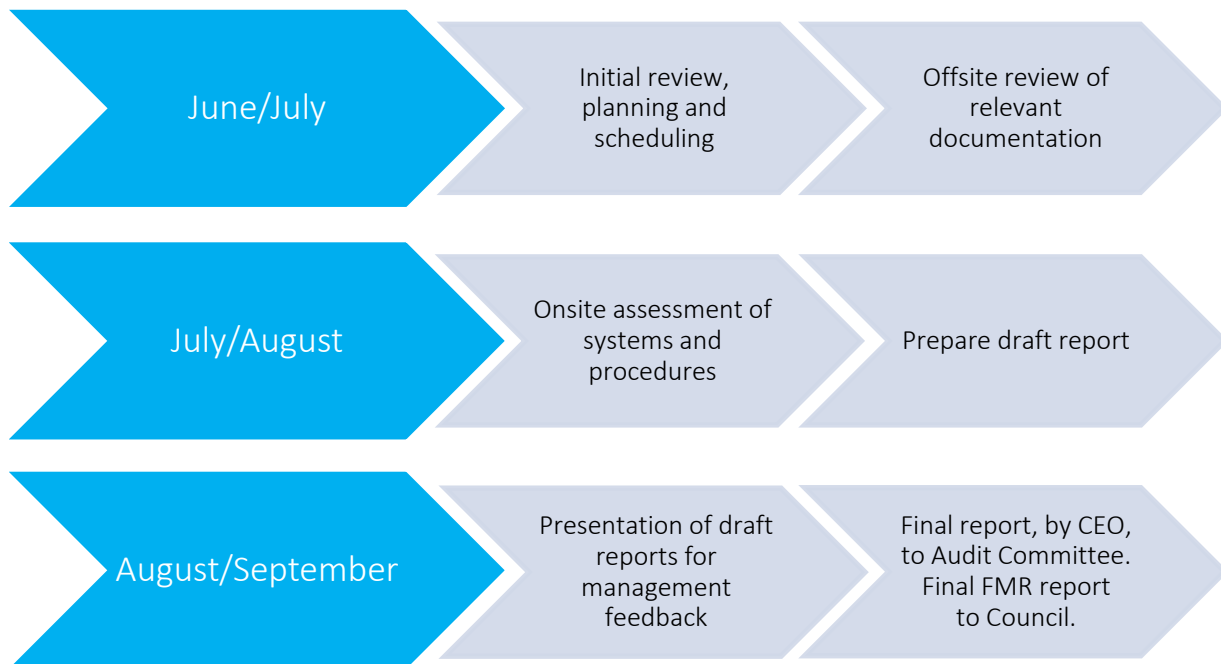 June/July
Initial review,
planning and
scheduling
Offsite review of
relevant
documentation
July/August
Onsite assessment of
systems and
procedures
Prepare draft report
August/September
Presentation of draft
reports for
management
feedback
Final report, by CEO,
to Audit Committee.
Final FMR report
to Council.